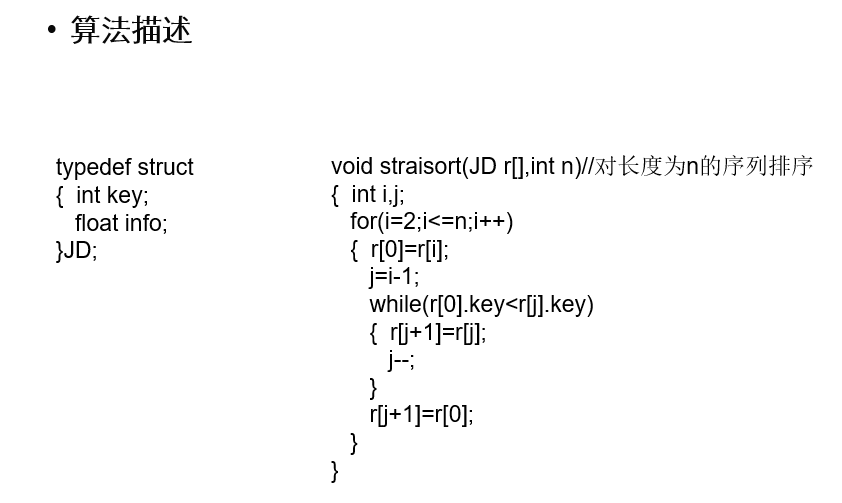 • 算法描述
typedef struct
{ int key;
float info;
}JD;
void straisort(JD r[],int n)//对长度为n的序列排序
{ int i,j;
for(i=2;i<=n;i++)
{ r[0]=r[i];
j=i-1;
while(r[0].key<r[j].key)
{ r[j+1]=r[j];
j--;
}
r[j+1]=r[0];
}
}